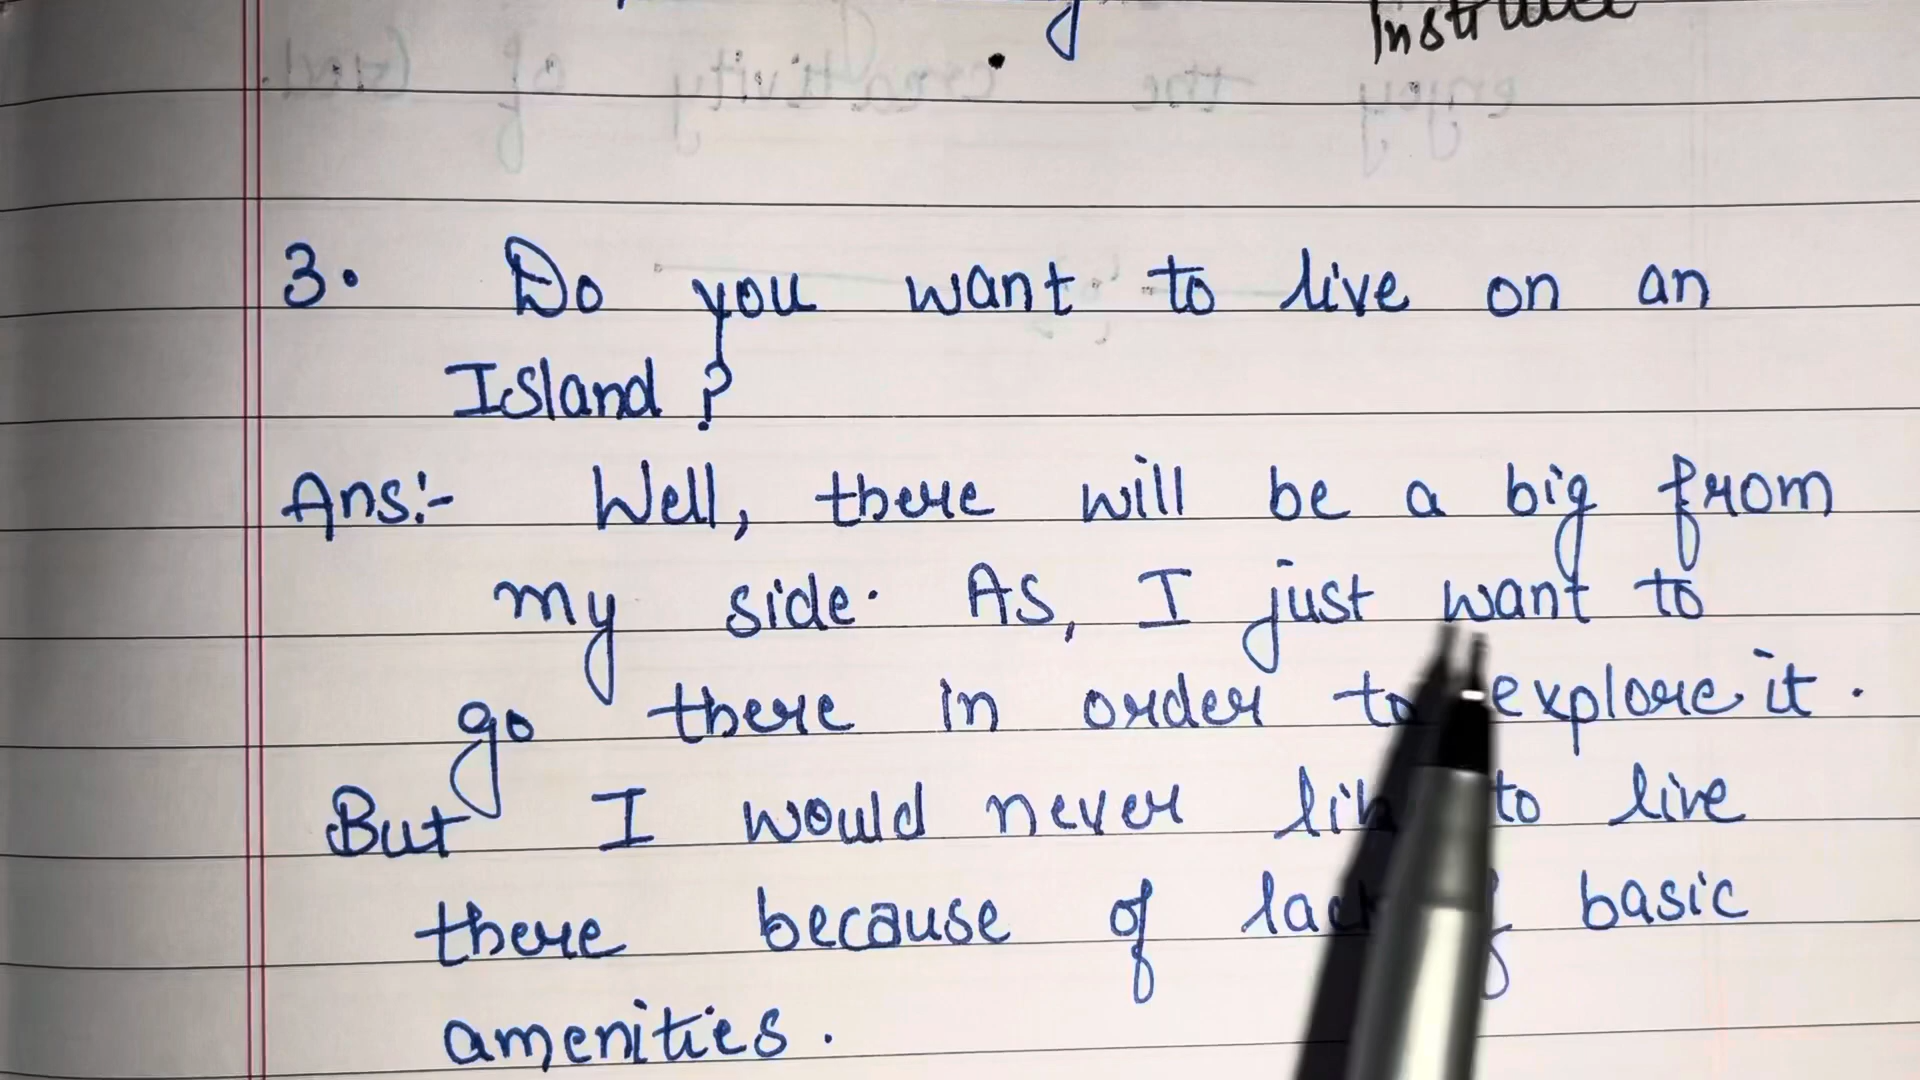 3. Do you want to live on an
Island?
Ans:- Well, there will be a big from
my side. As, I just want to
go there in order to explore it.
But I would never to live
there because of lack of basic
amenities.